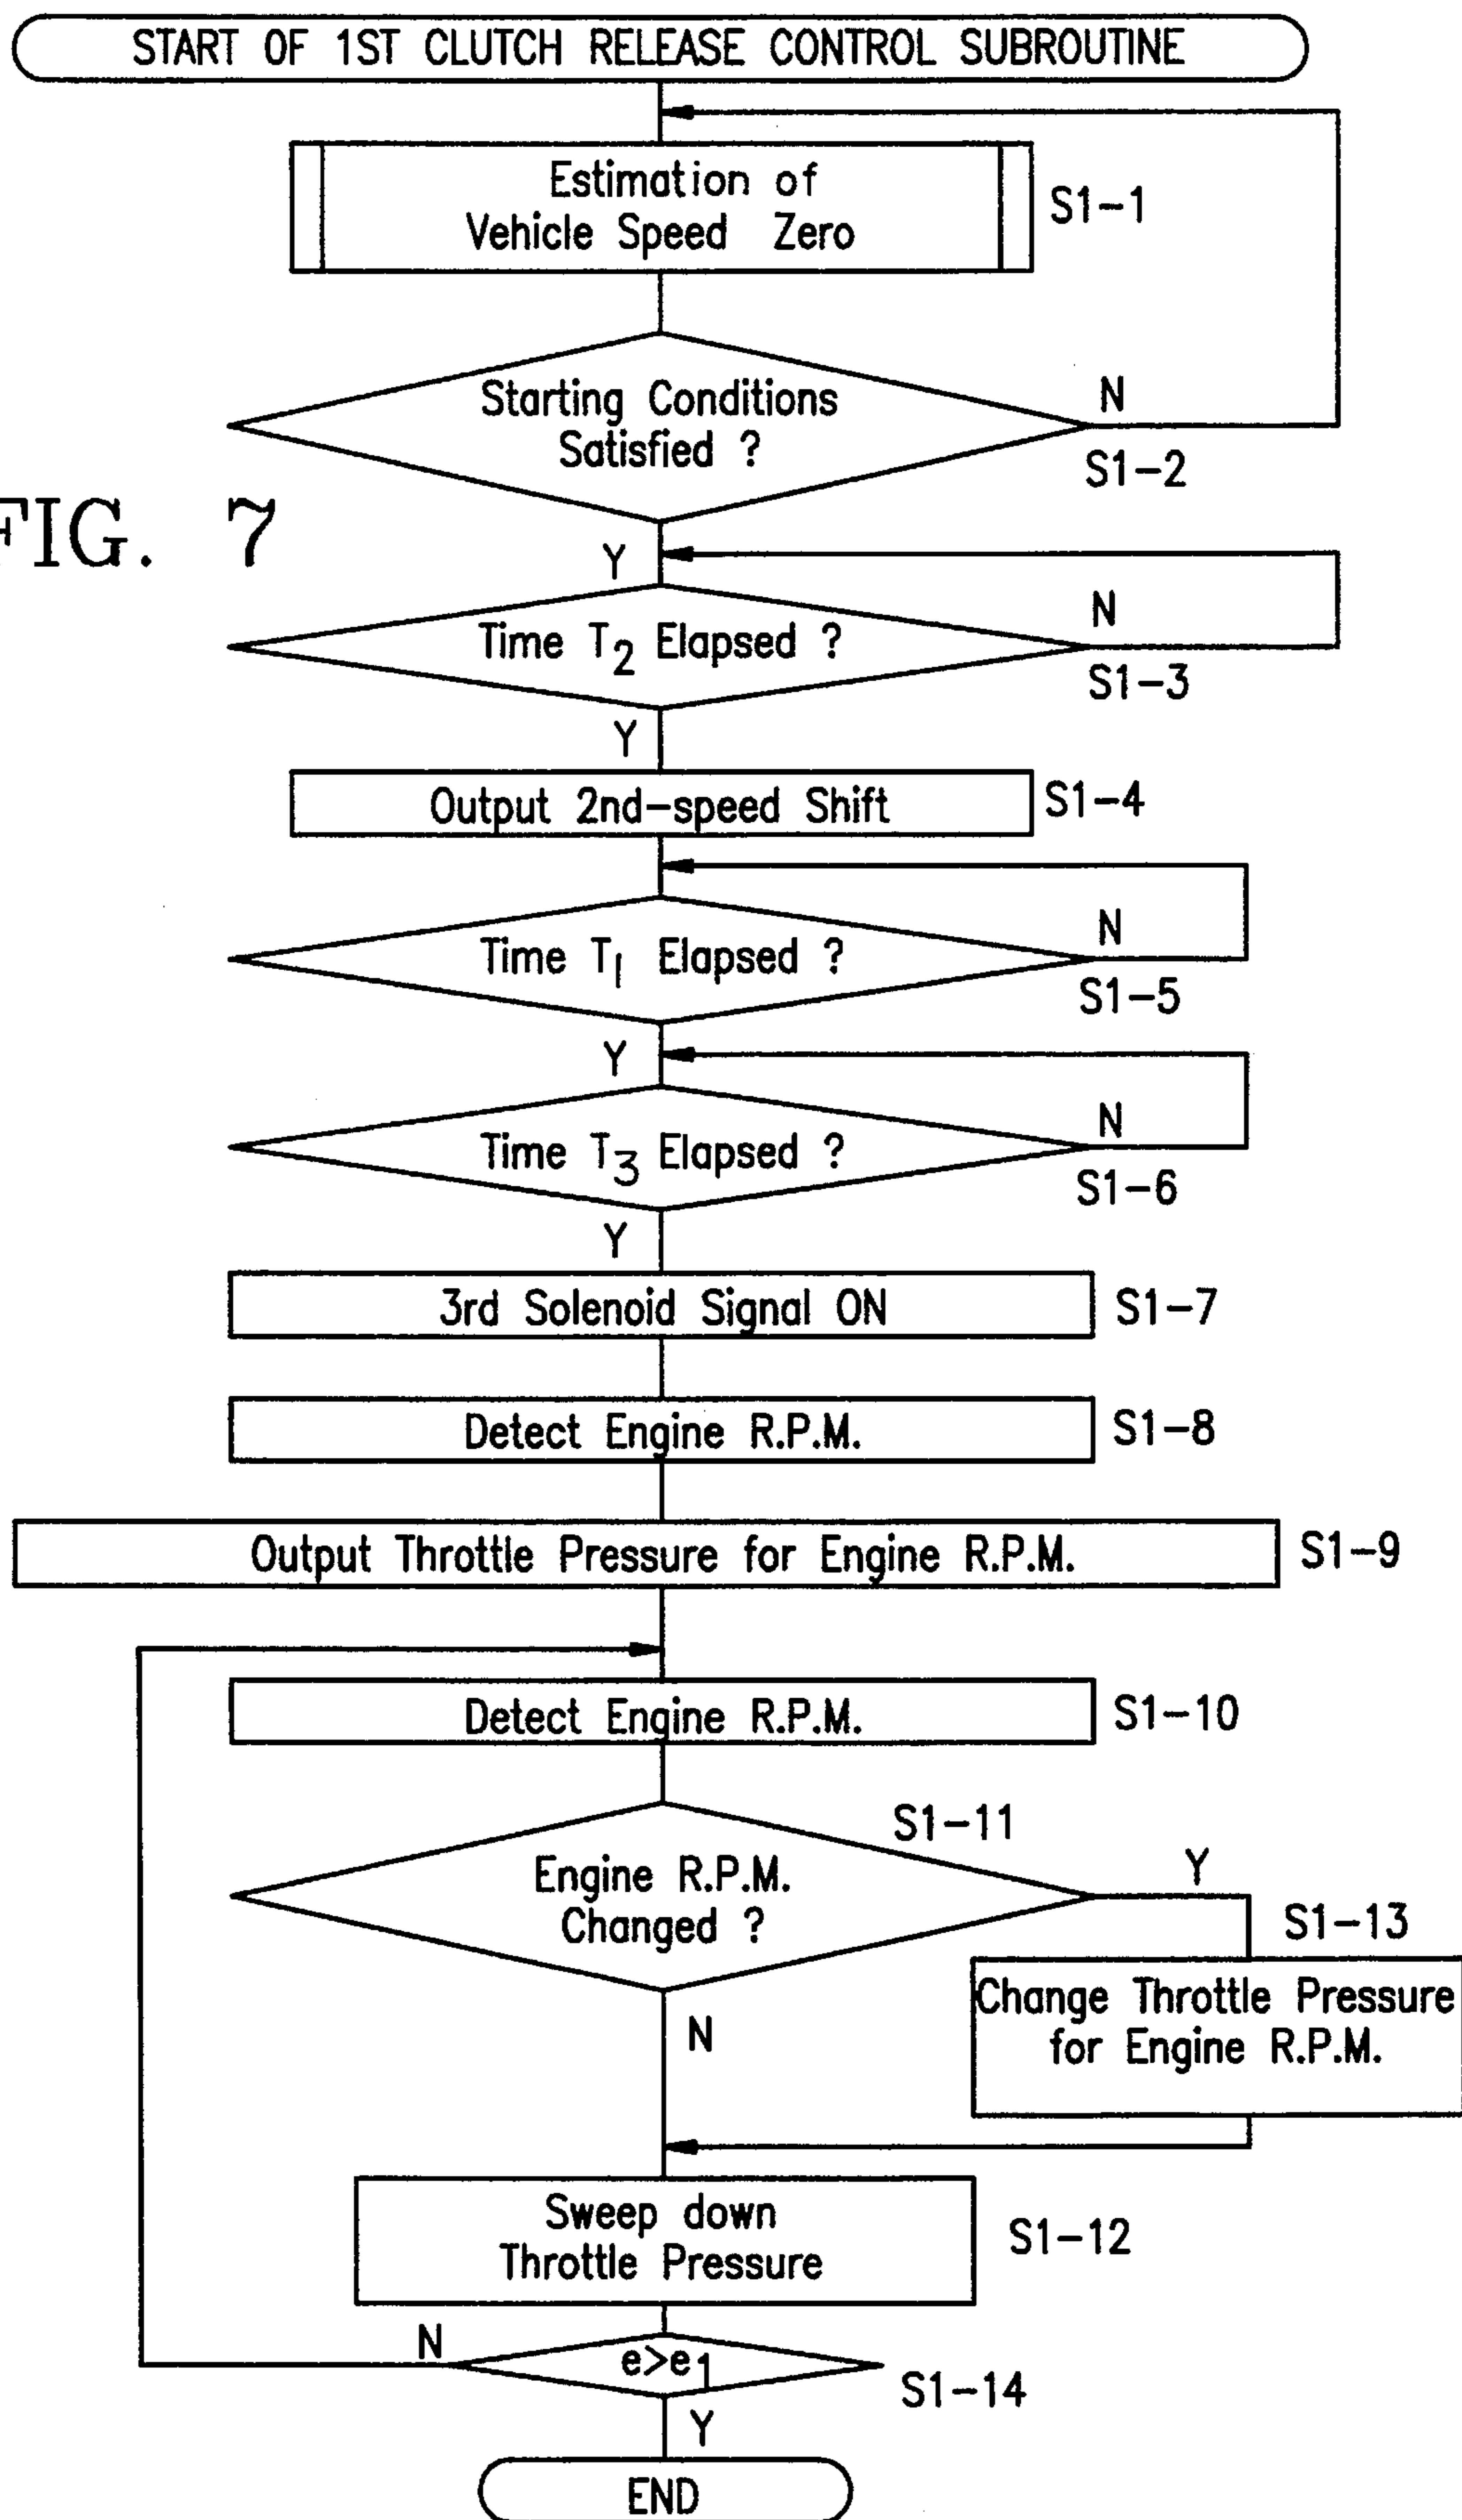 START OF 1ST CLUTCH RELEASE CONTROL SUBROUTINE
Estimation of
Vehicle Speed Zero
S1-1
Starting Conditions
Satisfied ?
N
S1-2
FIG. 7
Y
Time T2 Elapsed ?
N
S1-3
Y
Output 2nd-speed Shift
S1-4
Time T1 Elapsed ?
N
S1-5
Y
Time T3 Elapsed ?
N
S1-6
Y
3rd Solenoid Signal ON
S1-7
Detect Engine R.P.M.
S1-8
Output Throttle Pressure for Engine R.P.M.
S1-9
Detect Engine R.P.M.
S1-10
S1-11
Engine R.P.M.
Changed ?
Y
S1-13
Change Throttle Pressure
for Engine R.P.M.
N
Sweep down
Throttle Pressure
S1-12
N
e>e1
S1-14
Y
END